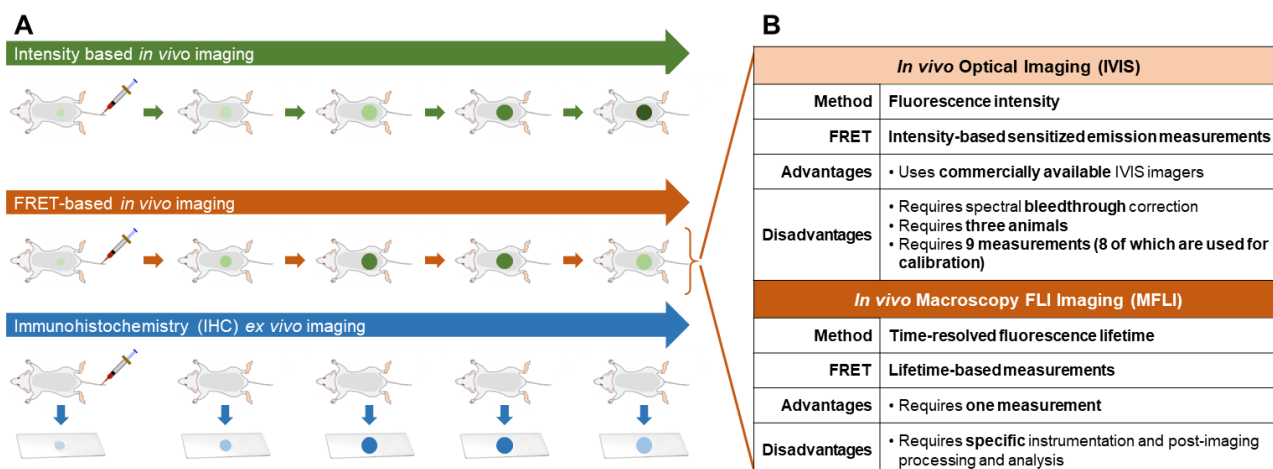 A
Intensity based in vivo imaging
FRET-based in vivo imaging
Immunohistochemistry (IHC) ex vivo imaging
B
In vivo Optical Imaging (IVIS)
Method Fluorescence intensity
FRET Intensity-based sensitized emission measurements
Advantages • Uses commercially available IVIS imagers
Disadvantages • Requires spectral bleedthrough correction
• Requires three animals
• Requires 9 measurements (8 of which are used for
calibration)
In vivo Macroscopy FLI Imaging (MFLI)
Method Time-resolved fluorescence lifetime
FRET Lifetime-based measurements
Advantages • Requires one measurement
Disadvantages • Requires specific instrumentation and post-imaging
processing and analysis